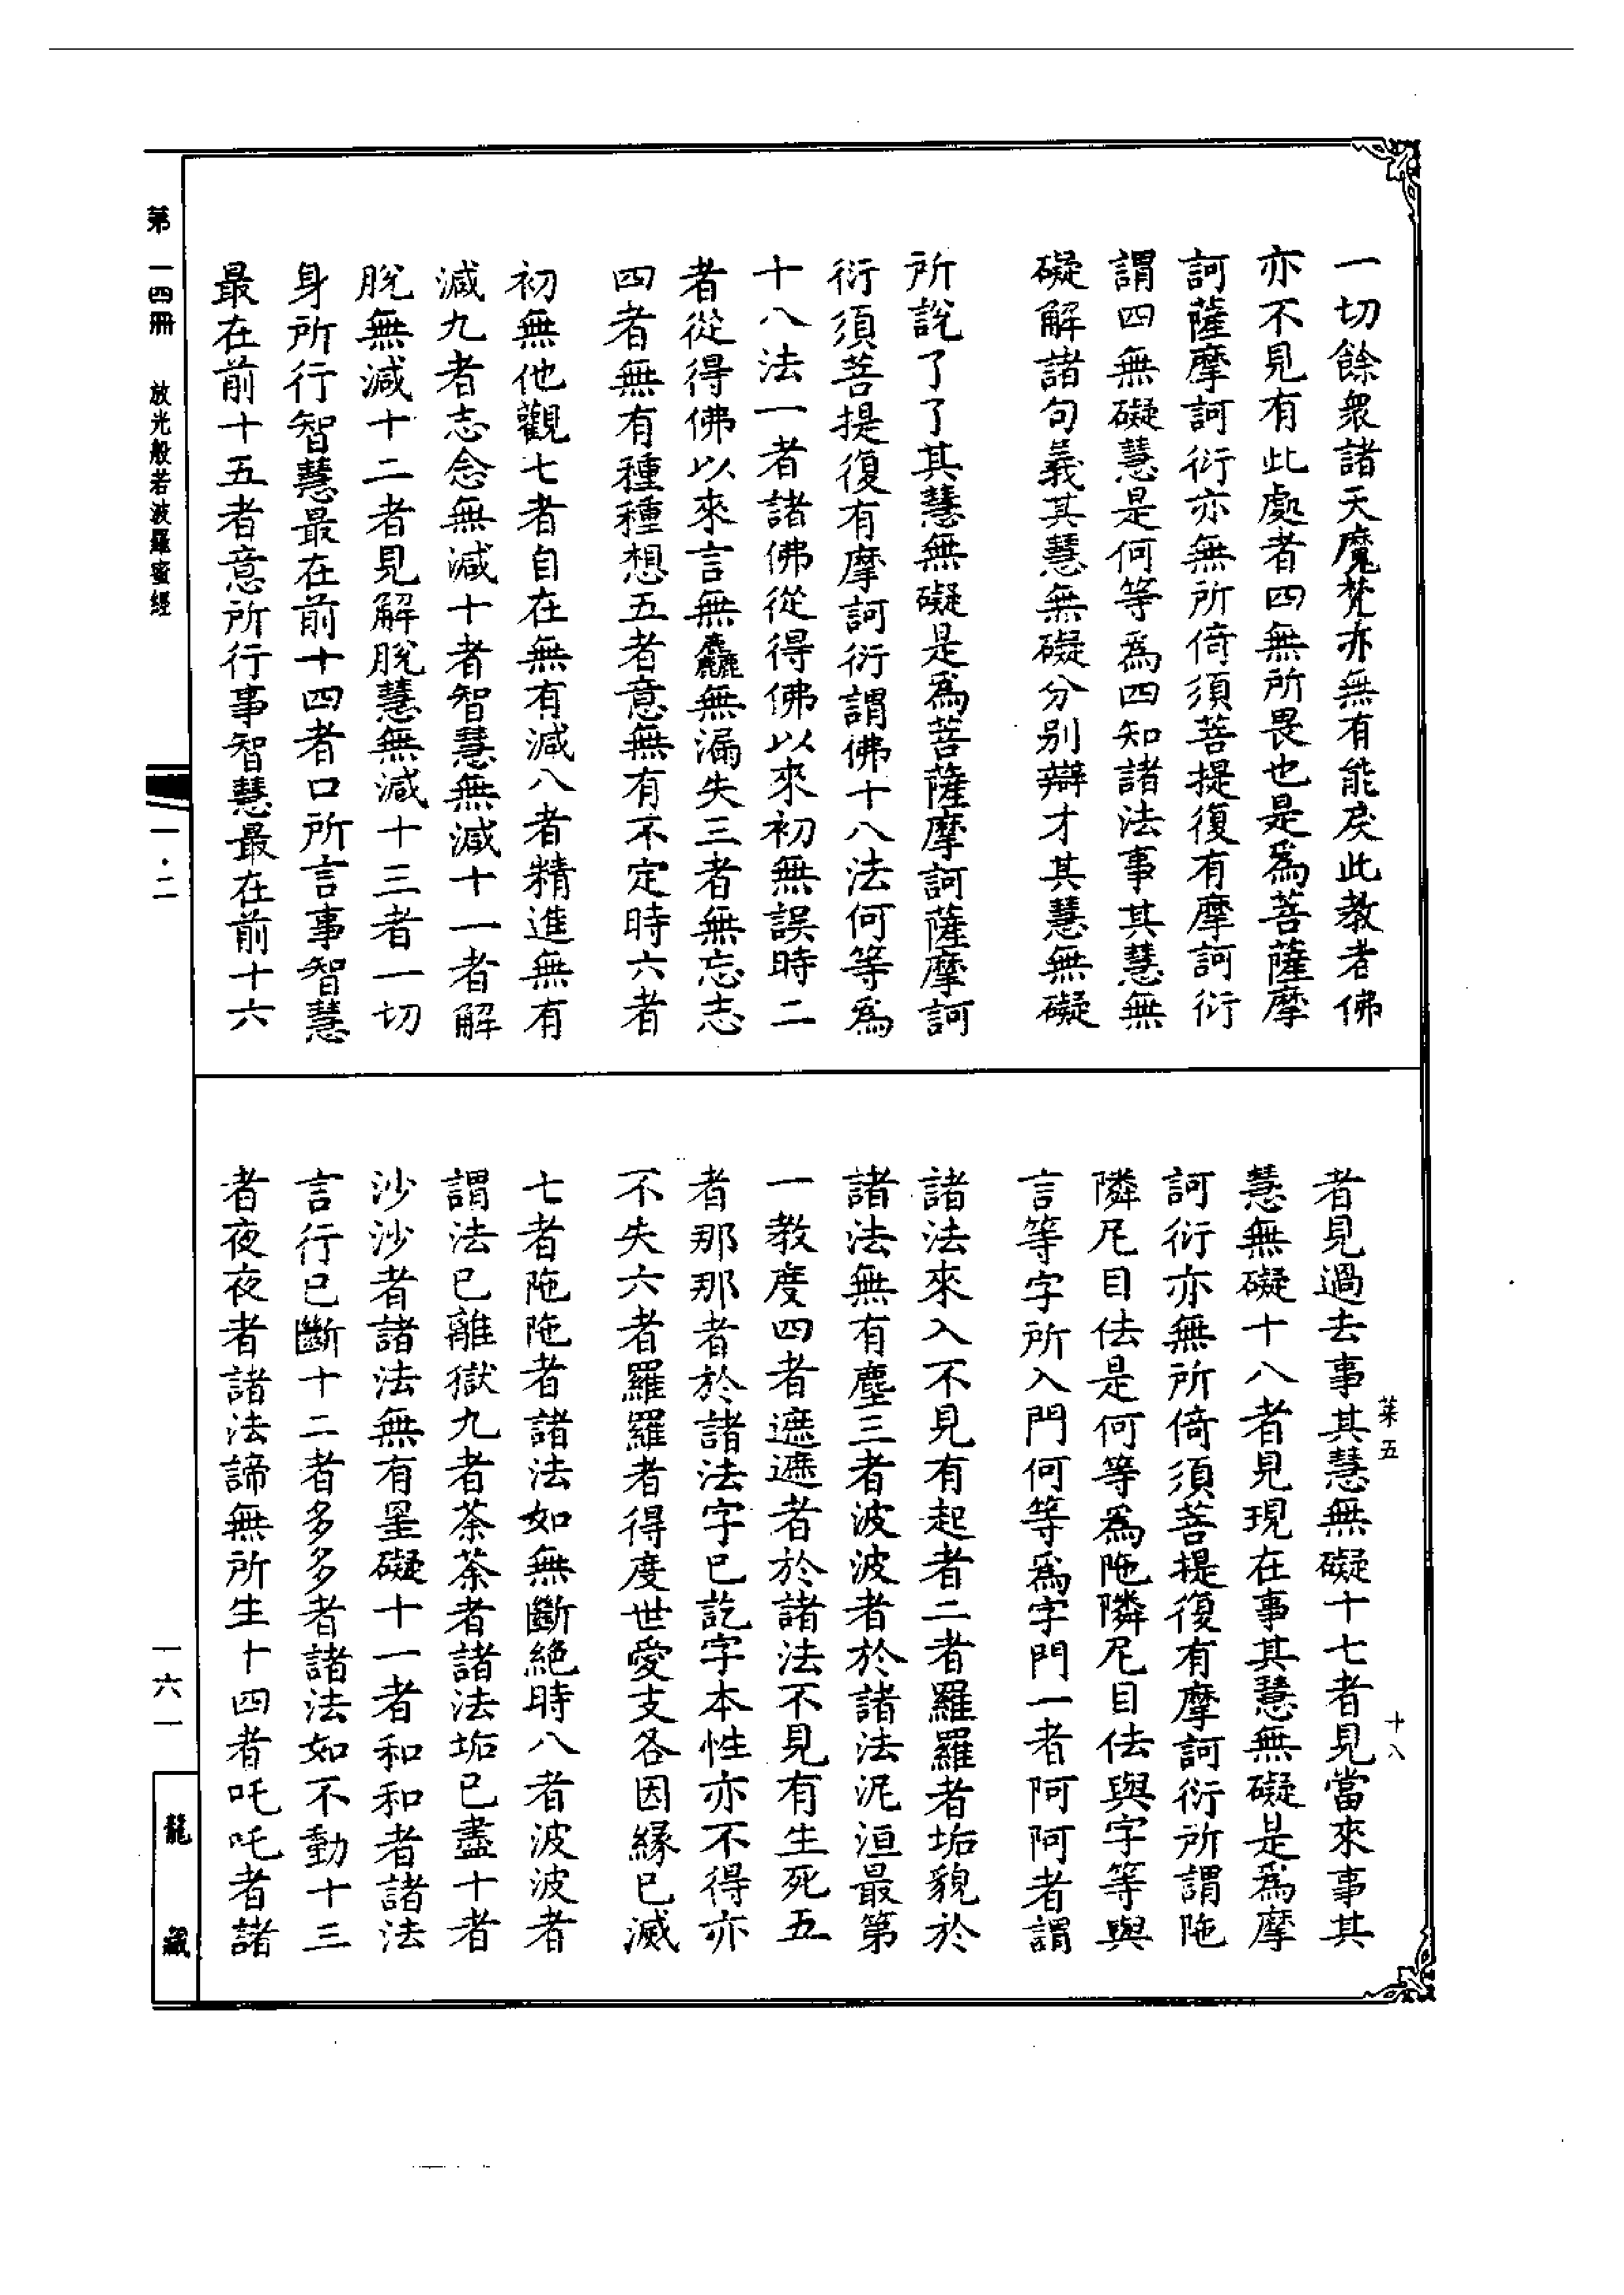 一切餘衆諸天魔梵亦無有能戾此教者佛
亦不見有此處者四無所畏也是爲菩薩摩
訶薩摩訶衍亦無所倚須菩提復有摩訶衍
謂四無礙慧是何等爲四知諸法事其慧無
礙解諸句義其慧無礙分別辯才其慧無礙
所說了了其慧無礙是爲菩薩摩訶薩摩訶
衍須菩提復有摩訶衍謂佛十八法何等爲
十八法一者諸佛從得佛以來初無誤時二
者從得佛以來言無麤無漏失三者無忘志
四者無有種種想五者意無有不定時六者
初無他觀七者自在無有減八者精進無有
減九者志念無減十者智慧無減十一者解
脫無減十二者見解脫慧無減十三者一切
身所行智慧最在前十四者口所言事智慧
最在前十五者意所行事智慧最在前十六
者見過去事其慧無礙十七者見當來事其
慧無礙十八者見現在事其慧無礙是爲摩
訶衍亦無所倚須菩提復有摩訶衍所謂陁
隣尼目佉是何等爲陁隣尼目佉與字等與
言等字所入門何等爲字門一者阿阿者謂
諸法來入不見有起者二者羅羅者垢貌於
諸法無有塵三者波波者於諸法泥洹最第
一教度四者遮遮者於諸法不見有生死五
者那那者於諸法字已訖字本性亦不得亦
不失六者羅羅者得度世愛支各因緣已滅
七者陁陁者諸法如無斷絕時八者波波者
謂法已離獄九者茶茶者諸法垢已盡十者
沙沙者諸法無有罣礙十一者和和者諸法
言行已斷十二者多多者諸法如不動十三
者夜夜者諸法諦無所生十四者吒吒者諸
菜五
十八
第一四冊
放光般若波羅蜜經
一·二
一六一
龍藏